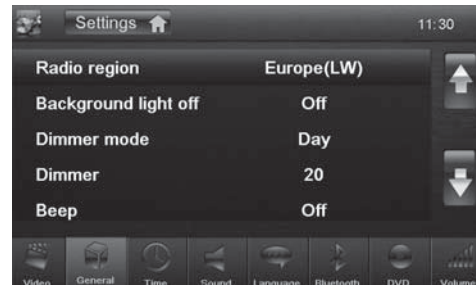 Settings 11:30
Radio region Europe(LW)
Background light off Off
Dimmer mode Day
Dimmer 20
Beep Off
Video General Time Sound Language Bluetooth DVD Volume